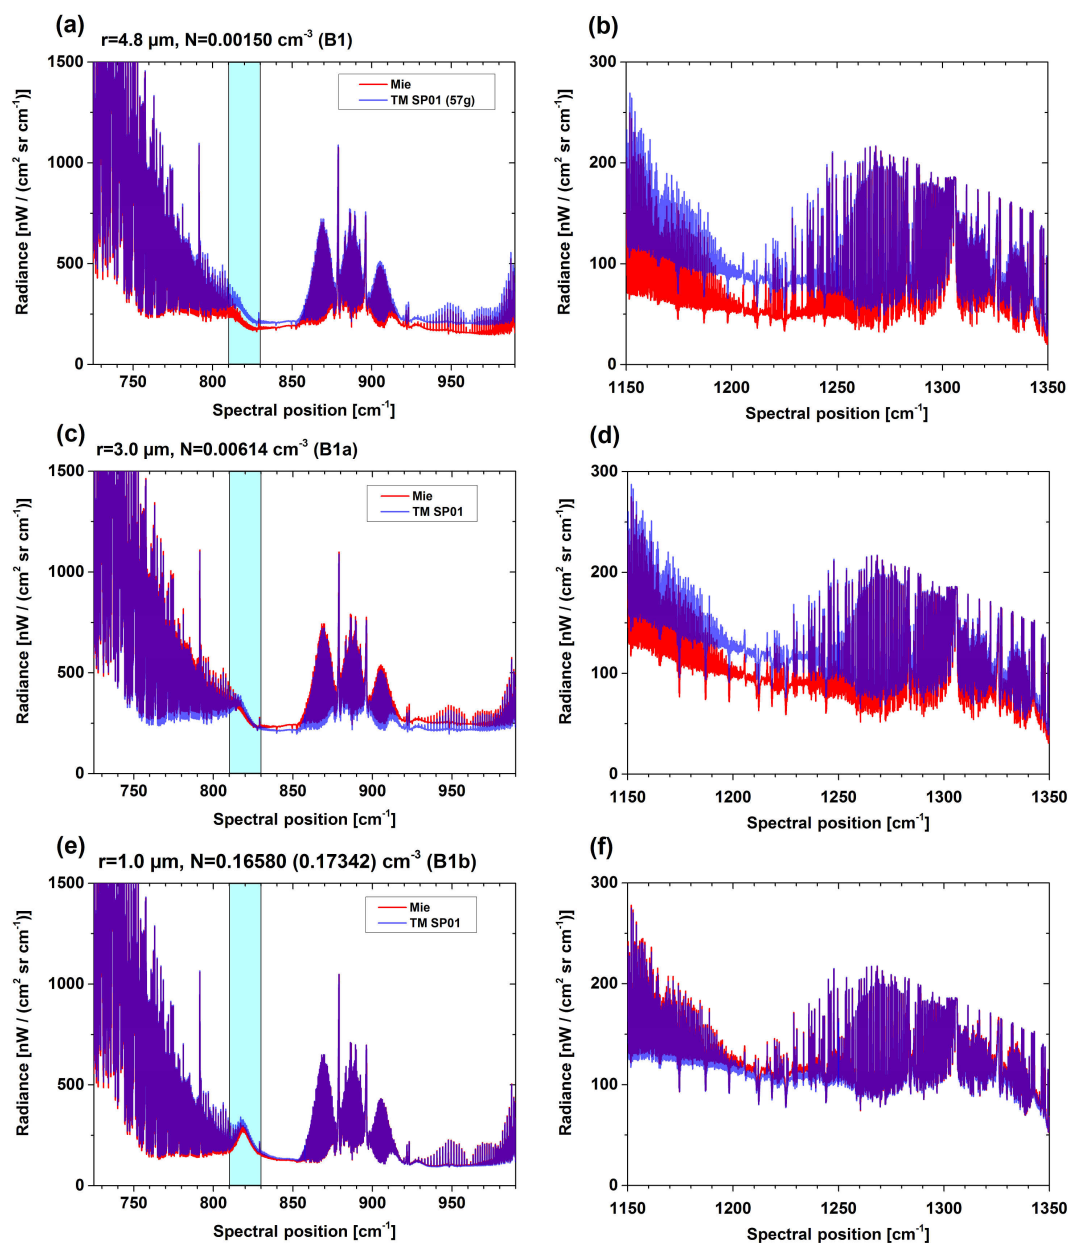 (a)
r=4.8 µm, N=0.00150 cm⁻³ (B1)
1500
1000
500
0
Radiance [nW / (cm² sr cm⁻¹)]
Mie
TM SP01 (57g)
750
800
850
900
950
Spectral position [cm⁻¹]
(b)
300
200
100
0
Radiance [nW / (cm² sr cm⁻¹)]
1150
1200
1250
1300
1350
Spectral position [cm⁻¹]
(c)
r=3.0 µm, N=0.00614 cm⁻³ (B1a)
1500
1000
500
0
Radiance [nW / (cm² sr cm⁻¹)]
Mie
TM SP01
750
800
850
900
950
Spectral position [cm⁻¹]
(d)
300
200
100
0
Radiance [nW / (cm² sr cm⁻¹)]
1150
1200
1250
1300
1350
Spectral position [cm⁻¹]
(e)
r=1.0 µm, N=0.16580 (0.17342) cm⁻³ (B1b)
1500
1000
500
0
Radiance [nW / (cm² sr cm⁻¹)]
Mie
TM SP01
750
800
850
900
950
Spectral position [cm⁻¹]
(f)
300
200
100
0
Radiance [nW / (cm² sr cm⁻¹)]
1150
1200
1250
1300
1350
Spectral position [cm⁻¹]